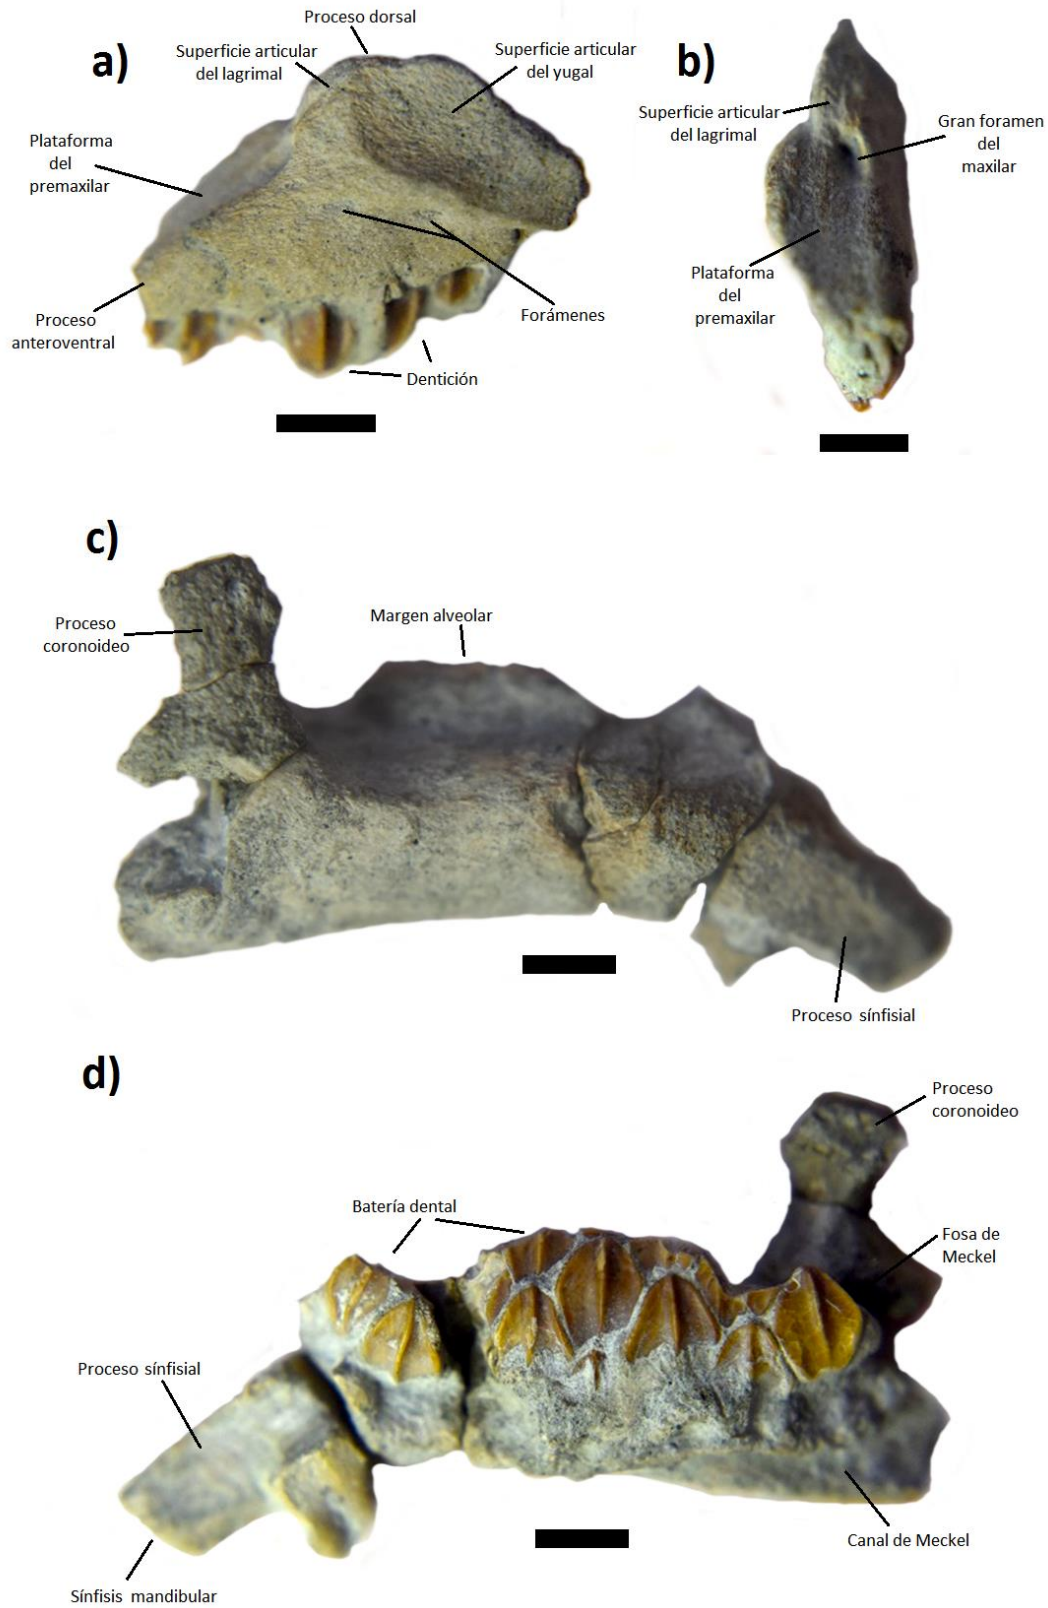 a)
Proceso dorsal
Superficie articular
del lagrimal
Superficie articular
del yugal
Plataforma
del
premaxilar
Proceso
anteroventral
Forámenes
Dentición
b)
Superficie articular
del lagrimal
Gran foramen
del
maxilar
Plataforma
del
premaxilar
c)
Proceso
coronoideo
Margen alveolar
Proceso sínfisial
d)
Proceso
coronoideo
Batería dental
Fosa de
Meckel
Proceso sínfisial
Canal de Meckel
Sínfisis mandibular